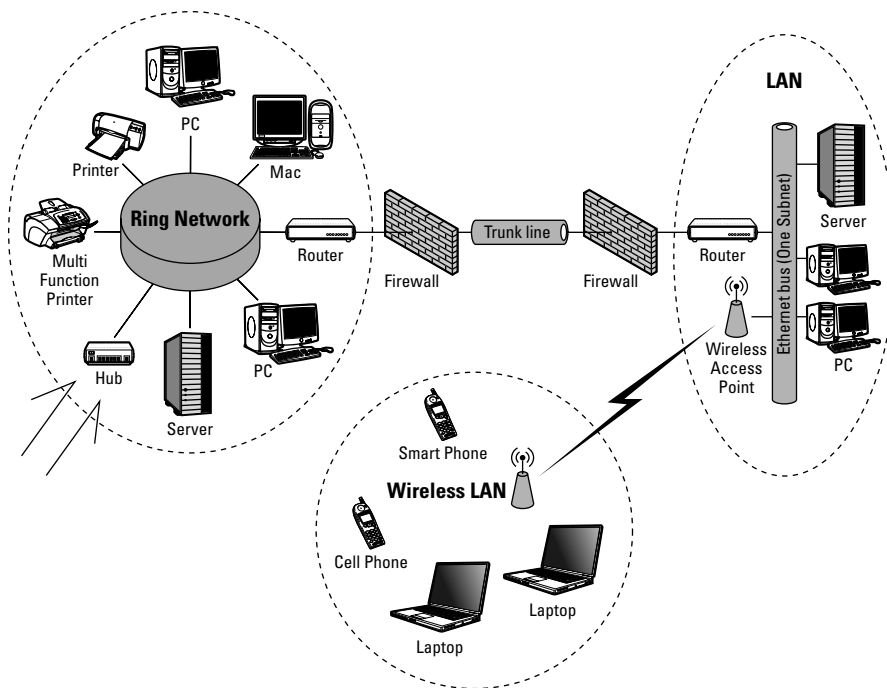 PC
Printer
Mac
Ring Network
Multi
Function
Printer
Router
Firewall
Trunk line
Firewall
Hub
Server
PC
LAN
Server
Router
Ethernet bus (One Subnet)
Wireless
Access
Point
PC
Smart Phone
Wireless LAN
Cell Phone
Laptop
Laptop